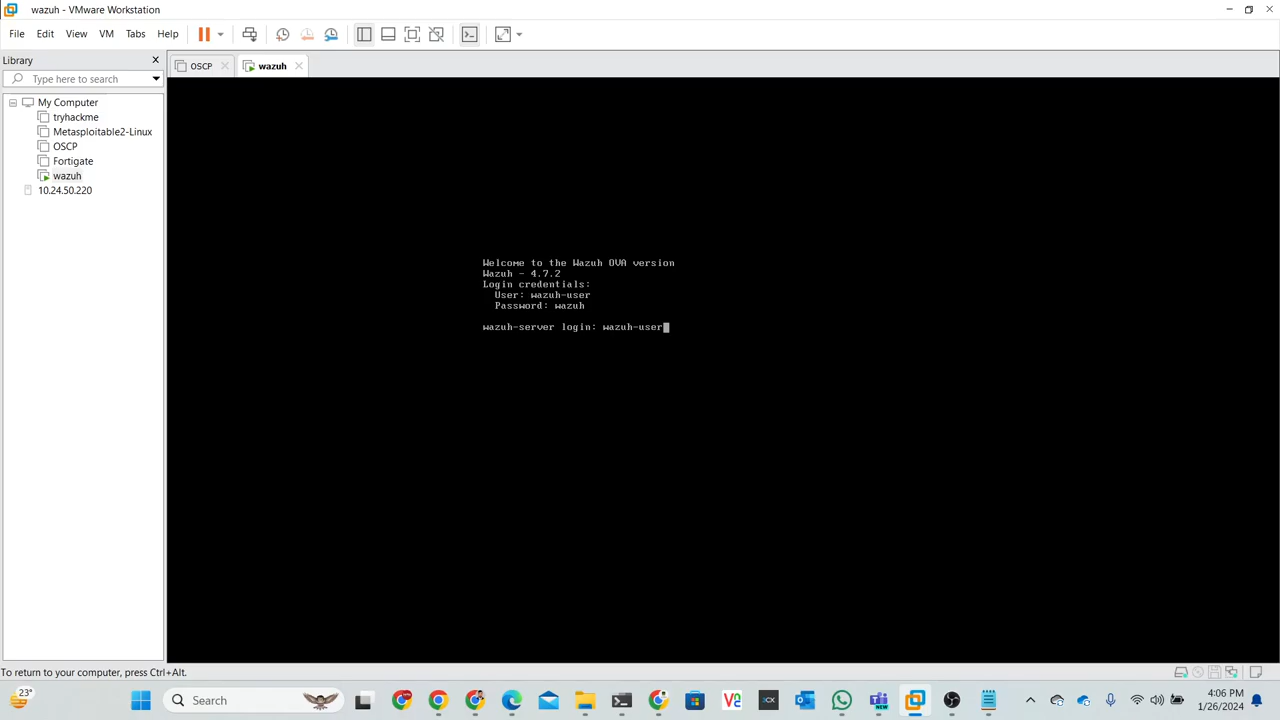 wazuh - VMware Workstation
File Edit View VM Tabs Help
Library
Type here to search
My Computer
tryhackme
Metasploitable2-Linux
OSCP
Fortigate
wazuh
10.24.50.220
OSCP
wazuh
Welcome to the Wazuh OVA version
Wazuh - 4.7.2
Login credentials:
User: wazuh-user
Password: wazuh
wazuh-server login: wazuh-user
To return to your computer, press Ctrl+Alt.
23°
Search
4:06 PM
1/26/2024